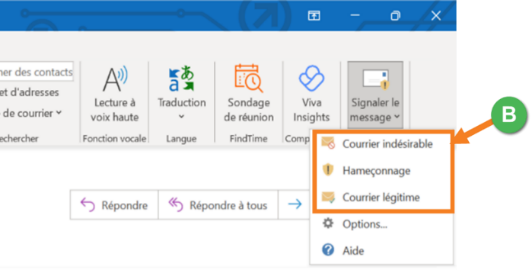 ner des contacts
et d'adresses
de courrier
echercher
Lecture à
voix haute
Fonction vocale
Traduction
Langue
Sondage
de réunion
FindTime
Viva
Insights
Comp
Signaler le
message
Courrier indésirable
Hameçonnage
Courrier légitime
Options...
Aide
B
Répondre
Répondre à tous